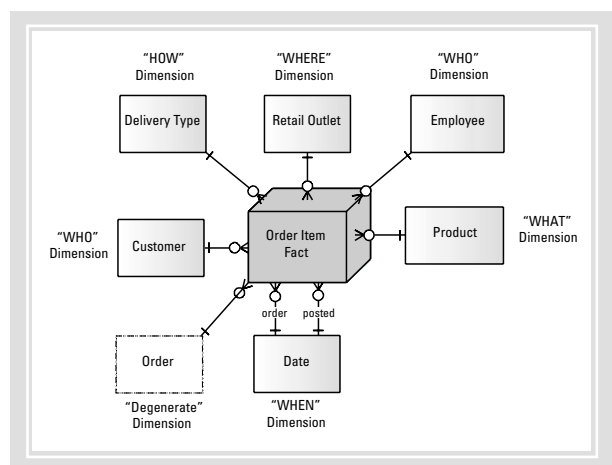 “HOW”
Dimension
“WHERE”
Dimension
“WHO”
Dimension
Delivery Type
Retail Outlet
Employee
“WHO”
Dimension
Customer
Order Item
Fact
Product
“WHAT”
Dimension
order
posted
Order
Date
“Degenerate”
Dimension
“WHEN”
Dimension